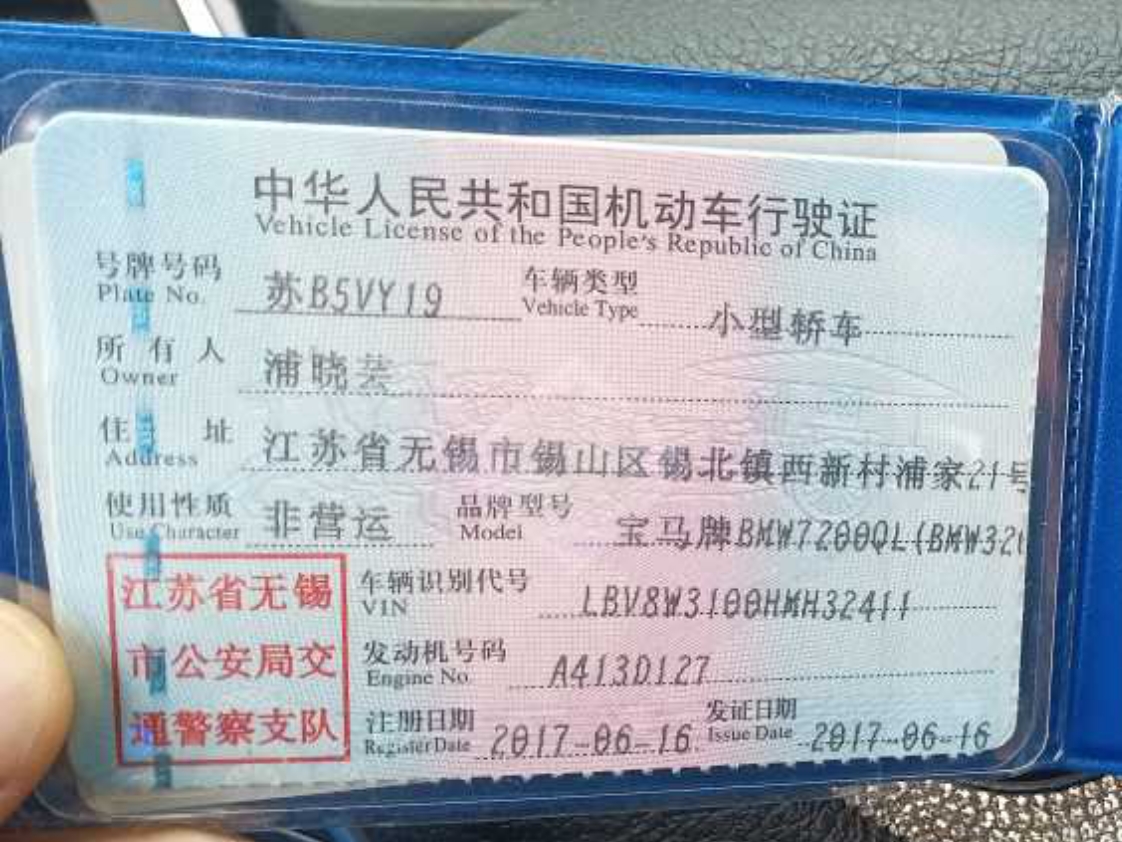 中华人民共和国机动车行驶证
Vehicle License of the People's Republic of China
号牌号码 苏B5VY19 车辆类型 小型轿车
Plate No. Vehicle Type
所有人 浦晓芸
Owner
住址 江苏省无锡市锡山区锡北镇西新村浦家21号
Address
使用性质 非营运 品牌型号 宝马牌BMW7200QL(BMW320
Use Character Model
江苏省无锡 车辆识别代号 LBV8W3100HMH32411
VIN
市公安局交 发动机号码 A413D127
Engine No.
通警察支队 注册日期 2017-06-16 发证日期 2017-06-16
Register Date Issue Date